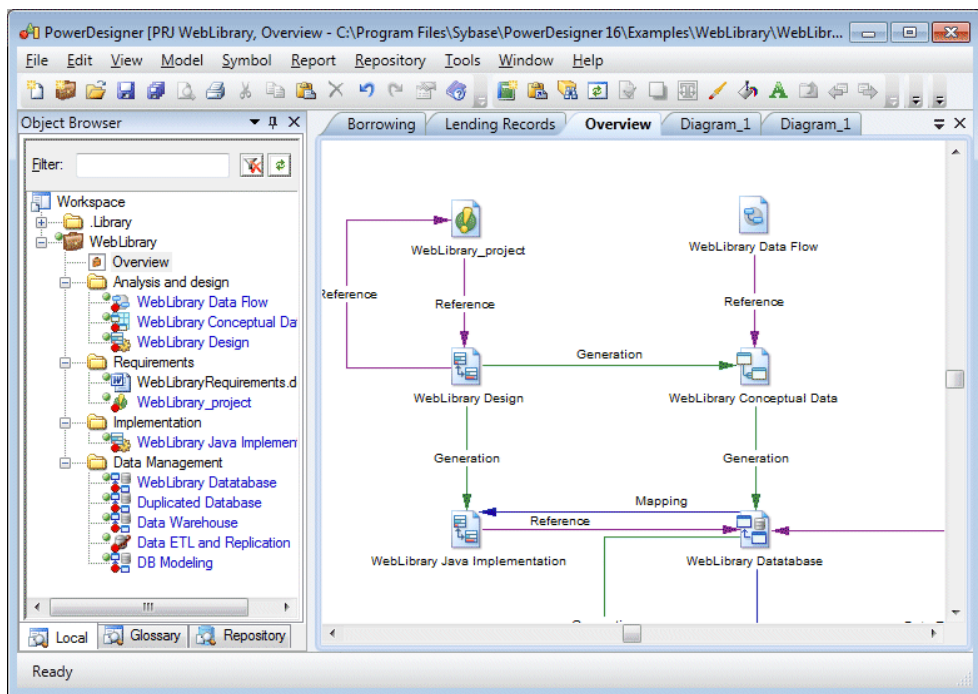 PowerDesigner [PRJ WebLibrary, Overview - C:\Program Files\Sybase\PowerDesigner 16\Examples\WebLibrary\WebLibr...
File Edit View Model Symbol Report Repository Tools Window Help
Object Browser
Borrowing Lending Records Overview Diagram_1 Diagram_1
Filter:
Workspace
.Library
WebLibrary
Overview
Analysis and design
WebLibrary Data Flow
WebLibrary Conceptual Da
WebLibrary Design
Requirements
WebLibraryRequirements.d
WebLibrary_project
Implementation
WebLibrary Java Implemen
Data Management
WebLibrary Datatabase
Duplicated Database
Data Warehouse
Data ETL and Replication
DB Modeling
Local Glossary Repository
WebLibrary_project
WebLibrary Data Flow
Reference
Reference
Reference
Generation
WebLibrary Design
WebLibrary Conceptual Data
Generation
Generation
Mapping
Reference
WebLibrary Java Implementation
WebLibrary Datatabase
Ready